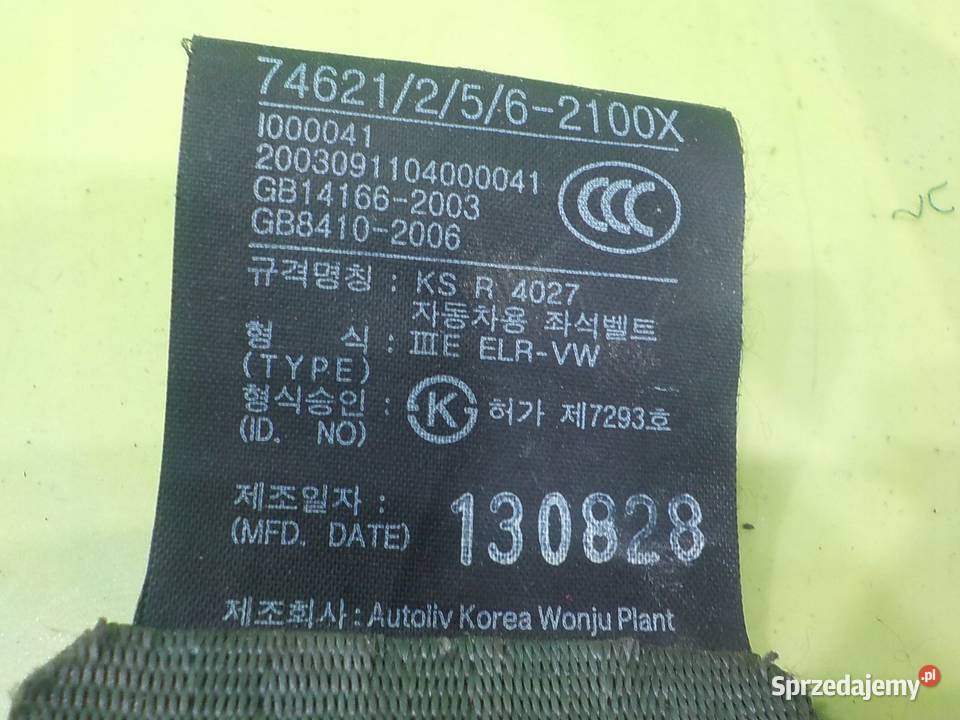 74621/2/5/6-2100X
I000041
2003091104000041
GB14166-2003
GB8410-2006
CCC
규격명칭 : KS R 4027
자동차용 좌석벨트
형 식 : ⅢE ELR-VW
(TYPE)
형식승인 : K 허가 제7293호
(ID. NO)
제조일자 : 130828
(MFD. DATE)
제조회사 : Autoliv Korea Wonju Plant
Sprzedajemy.pl